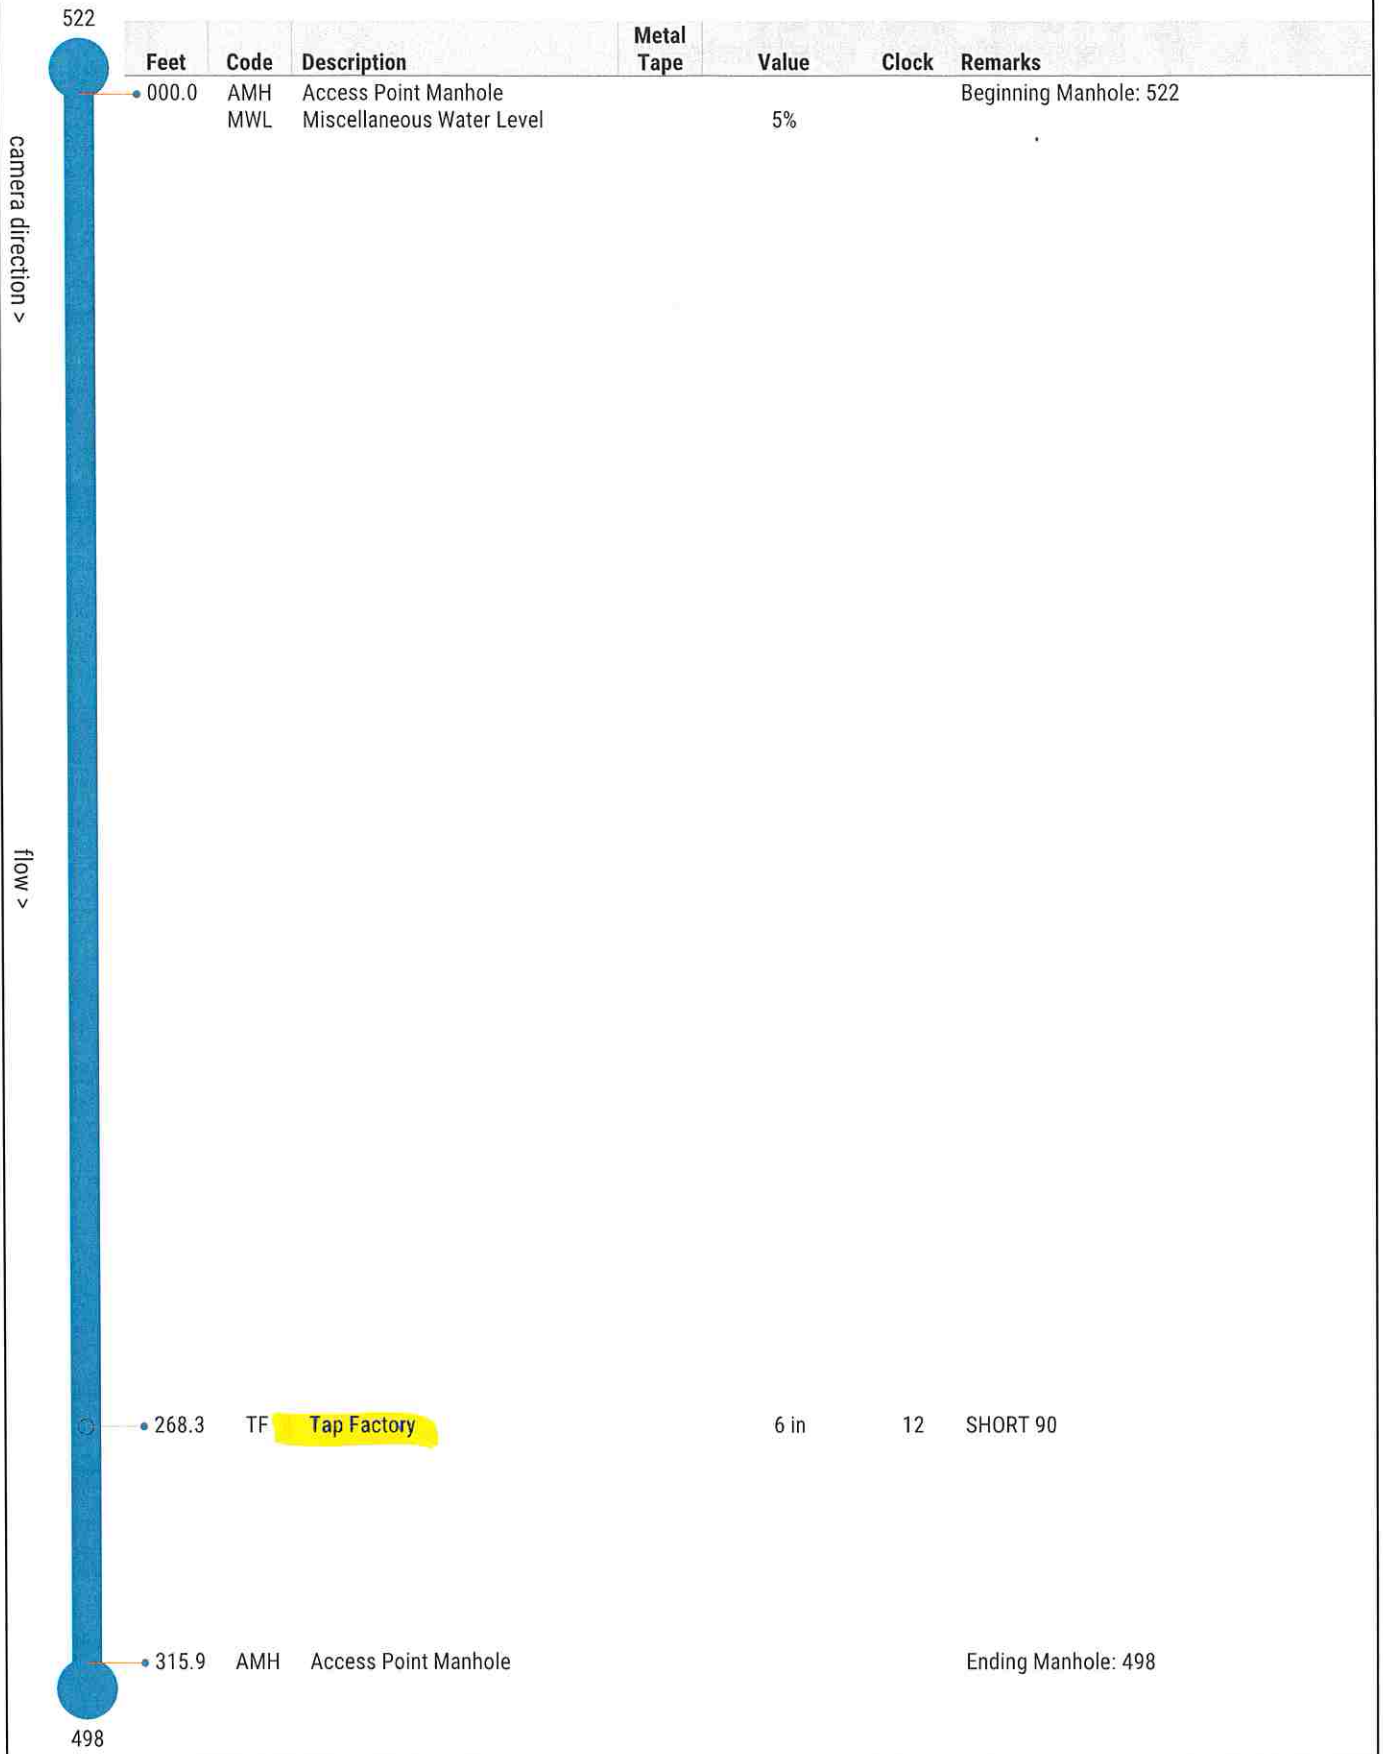 522
Feet Code Description Metal Tape Value Clock Remarks
000.0 AMH Access Point Manhole Beginning Manhole: 522
MWL Miscellaneous Water Level 5%
camera direction >
flow >
268.3 TF Tap Factory 6 in 12 SHORT 90
315.9 AMH Access Point Manhole Ending Manhole: 498
498